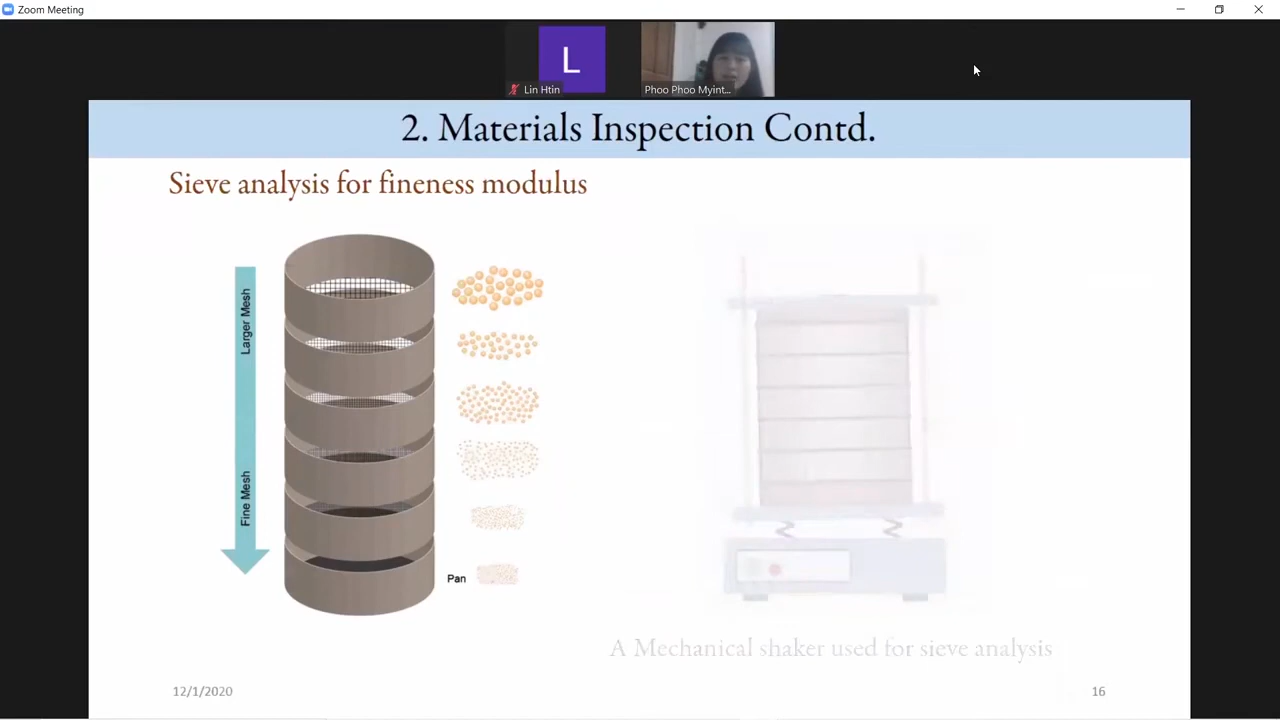 Zoom Meeting
L
Lin Htin
Phoo Phoo Myint...
2. Materials Inspection Contd.
Sieve analysis for fineness modulus
Larger Mesh
Fine Mesh
Pan
A Mechanical shaker used for sieve analysis
12/1/2020
16